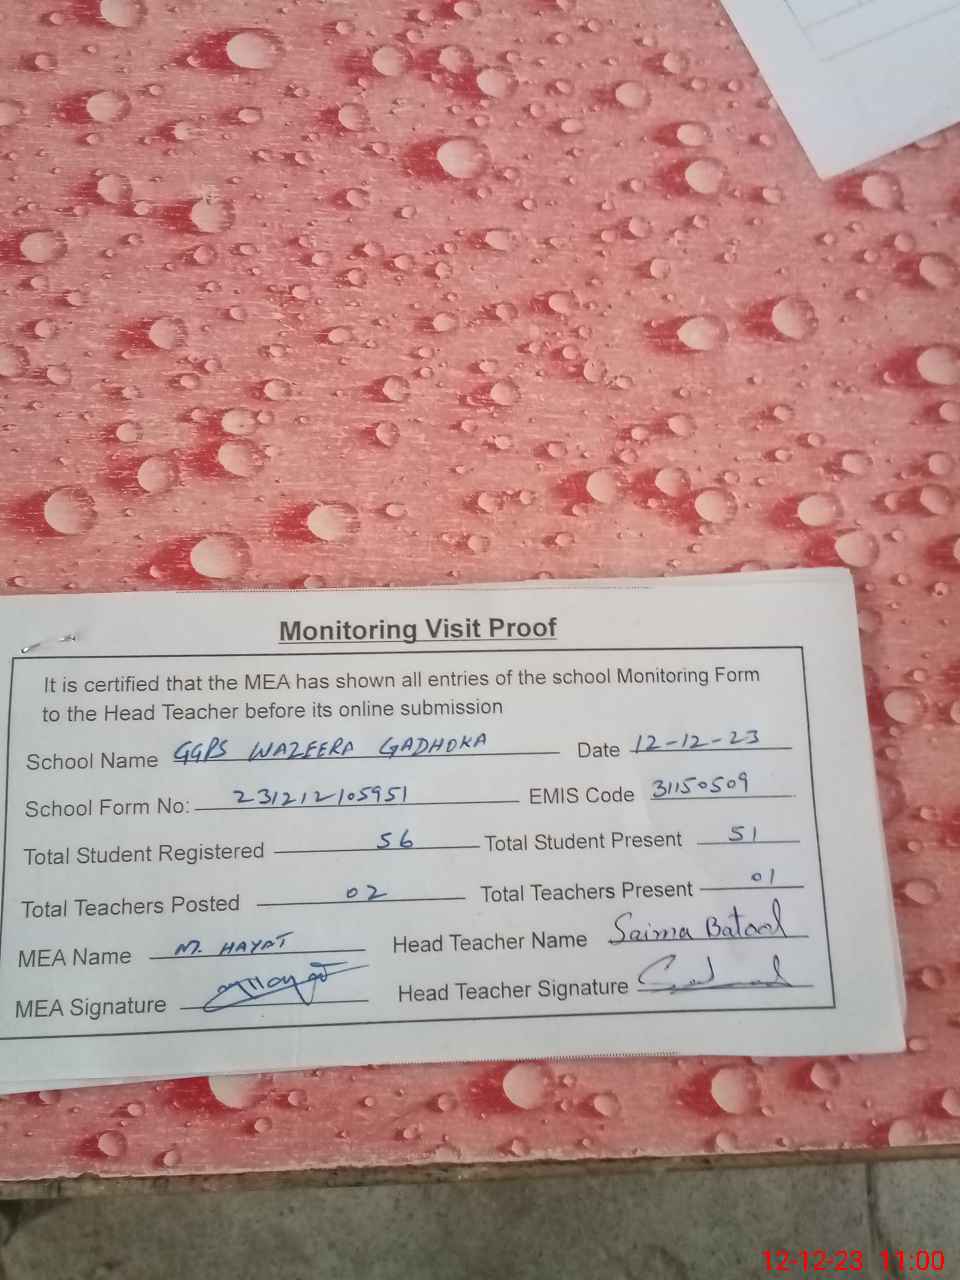 Monitoring Visit Proof
It is certified that the MEA has shown all entries of the school Monitoring Form
to the Head Teacher before its online submission
School Name GGPS WAZEERA GADHOKA Date 12-12-23
School Form No: 231212105951 EMIS Code 31150509
Total Student Registered 56 Total Student Present 51
Total Teachers Posted 02 Total Teachers Present 01
MEA Name M. HAYAT Head Teacher Name Saima Batool
MEA Signature Head Teacher Signature
12-12-23 11:00